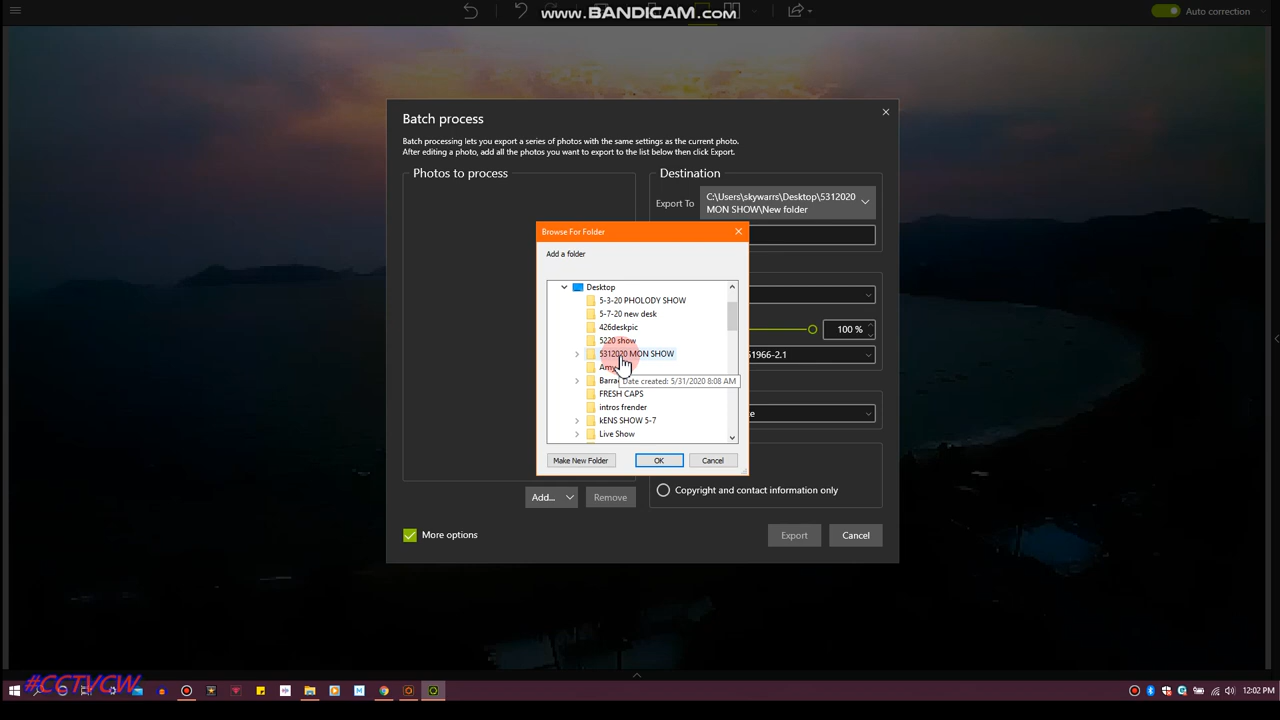 www.BANDICAM.com
Auto correction
Batch process
Batch processing lets you export a series of photos with the same settings as the current photo.
After editing a photo, add all the photos you want to export to the list below then click Export.
Photos to process
Destination
Export To
C:\Users\skywarrs\Desktop\5312020
MON SHOW\New folder
Browse For Folder
Add a folder
Desktop
5-3-20 PHOLODY SHOW
5-7-20 new desk
426deskpic
5220 show
5312020 MON SHOW
Date created: 5/31/2020 8:08 AM
FRESH CAPS
intros frender
kENS SHOW 5-7
Live Show
Make New Folder
OK
Cancel
100 %
61966-2.1
Copyright and contact information only
Add...
Remove
More options
Export
Cancel
#CCTVCW
12:02 PM